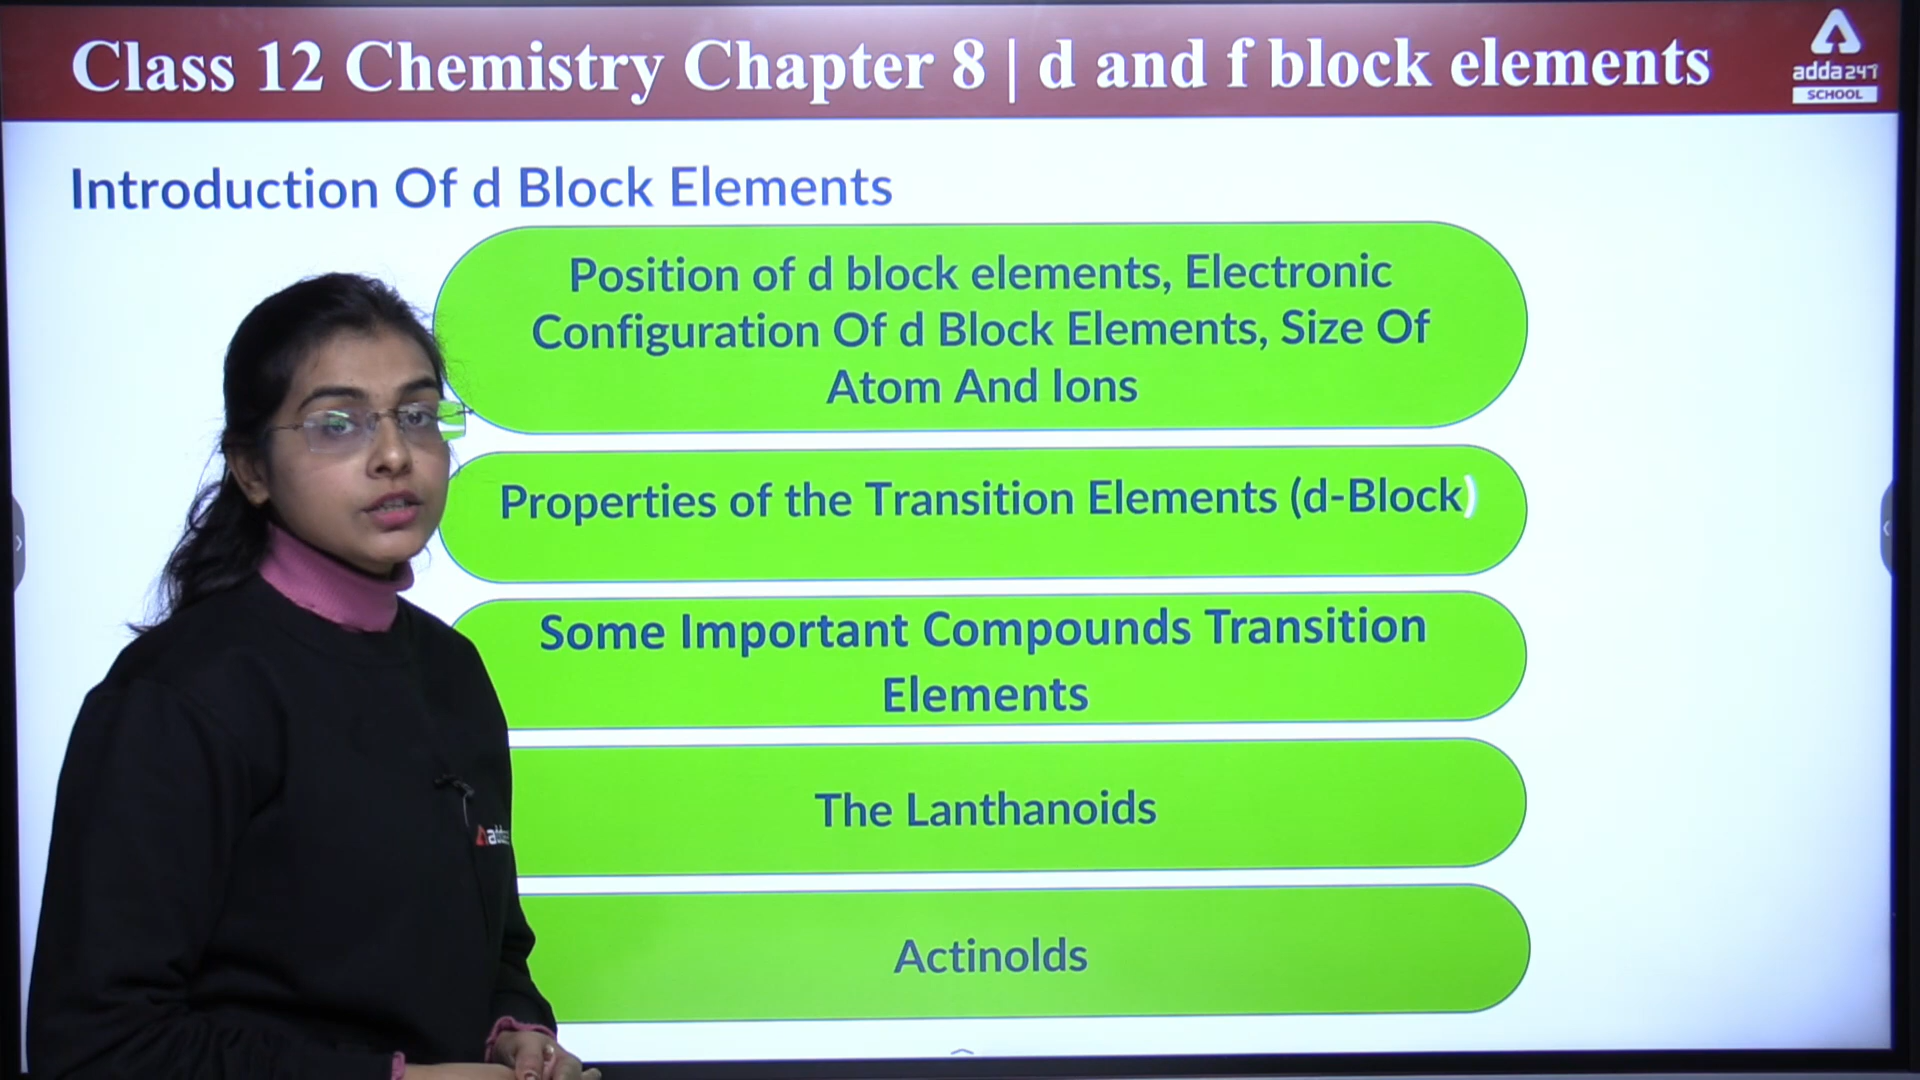 Class 12 Chemistry Chapter 8 | d and f block elements
adda247
SCHOOL
Introduction Of d Block Elements
Position of d block elements, Electronic
Configuration Of d Block Elements, Size Of
Atom And Ions
Properties of the Transition Elements (d-Block)
Some Important Compounds Transition
Elements
The Lanthanoids
Actinolds